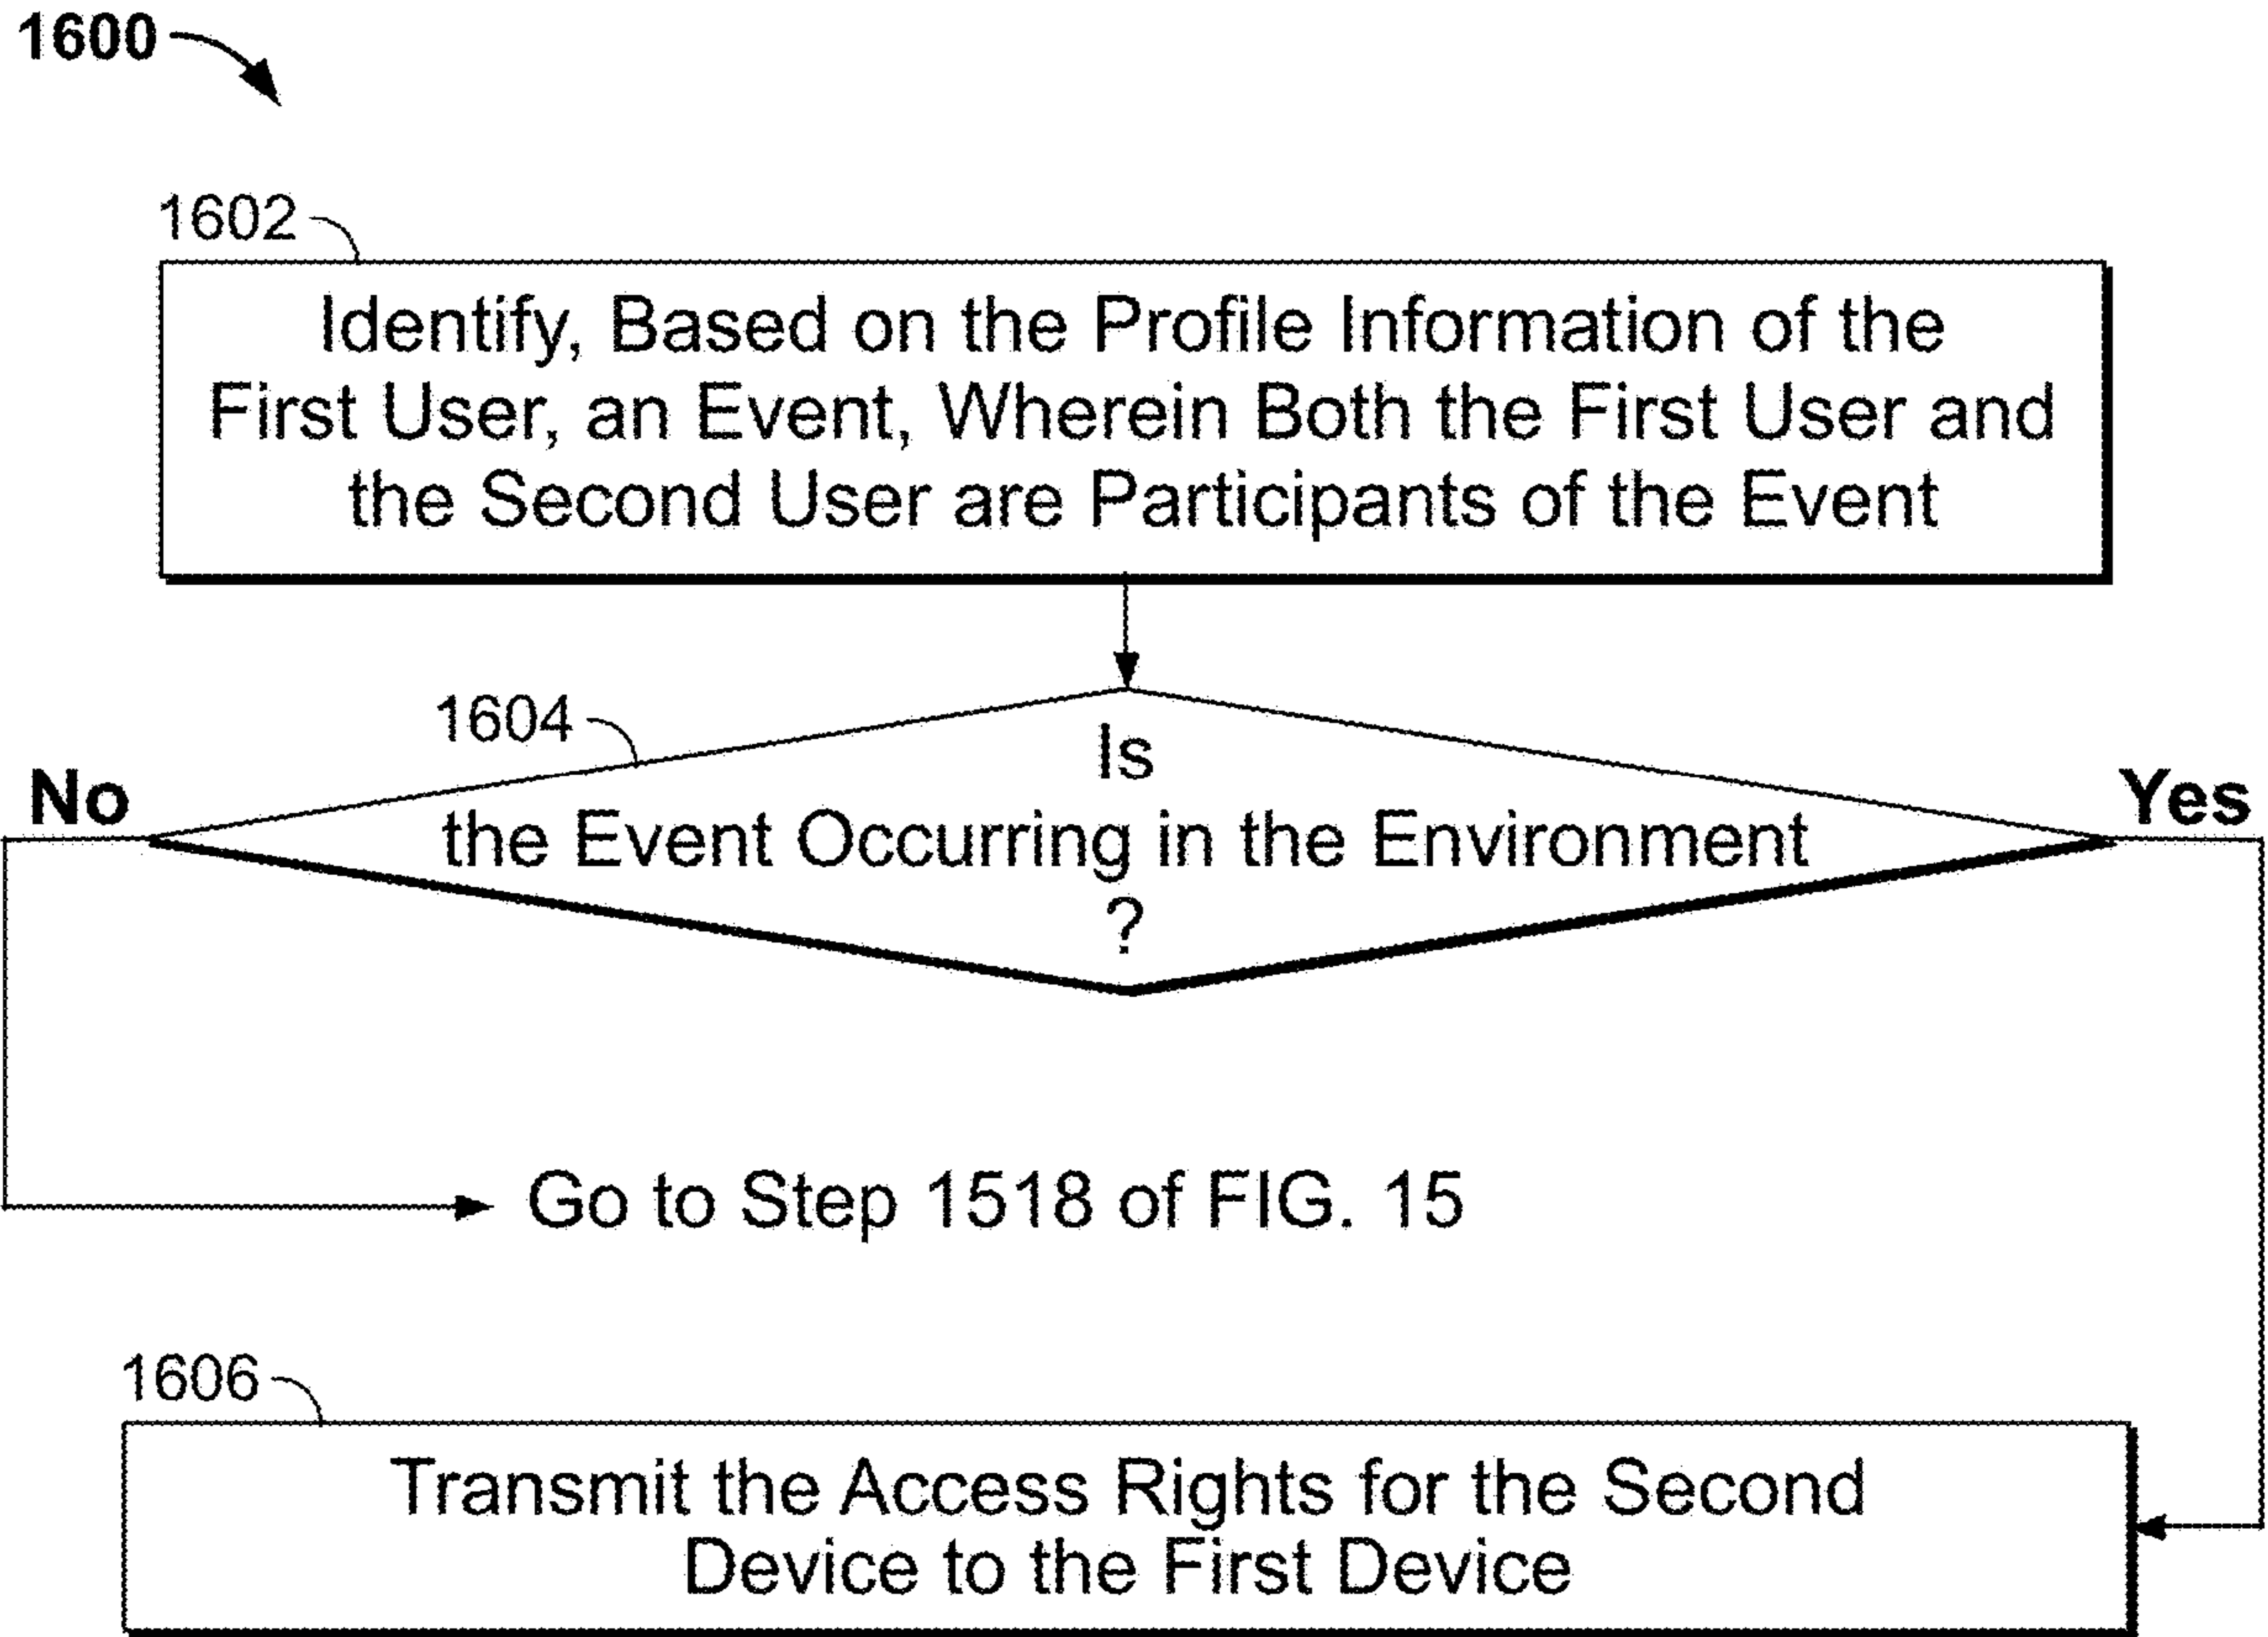 1600
1602
Identify, Based on the Profile Information of the
First User, an Event, Wherein Both the First User and
the Second User are Participants of the Event
1604
Is
No
Yes
the Event Occurring in the Environment
?
Go to Step 1518 of FIG. 15
1606
Transmit the Access Rights for the Second
Device to the First Device